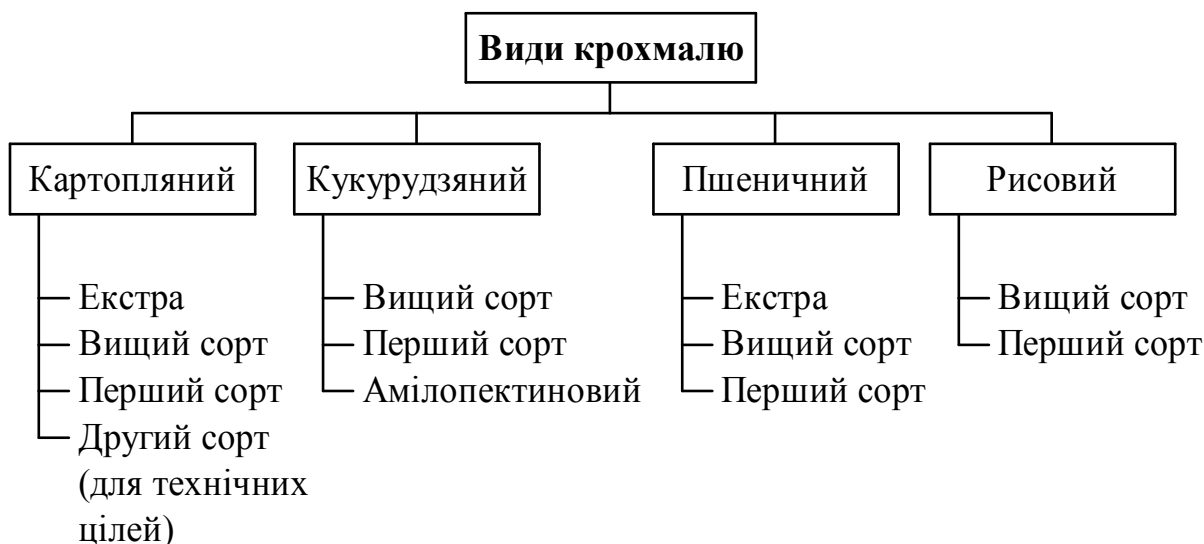 Види крохмалю
Картопляний
Екстра
Вищий сорт
Перший сорт
Другий сорт
(для технічних
цілей)
Кукурудзяний
Вищий сорт
Перший сорт
Амілопектиновий
Пшеничний
Екстра
Вищий сорт
Перший сорт
Рисовий
Вищий сорт
Перший сорт